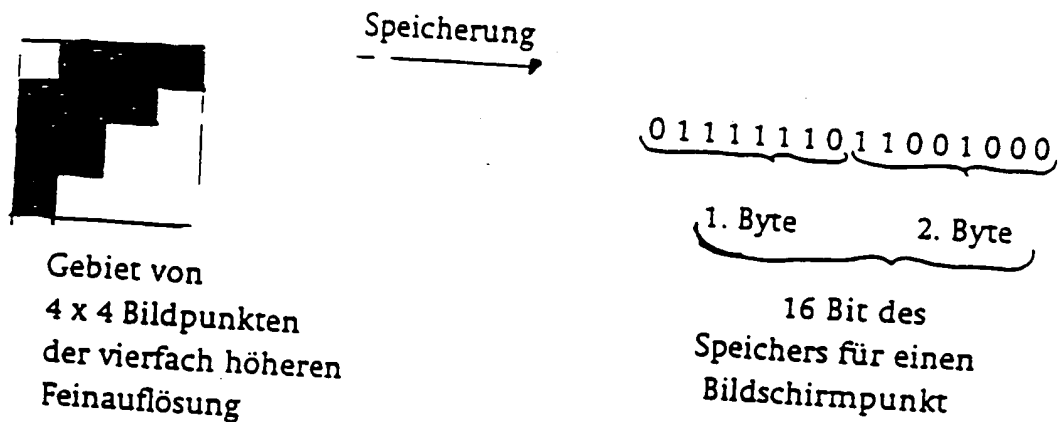 Speicherung
0 1 1 1 1 1 1 0 1 1 0 0 1 0 0 0
1. Byte 2. Byte
Gebiet von
4 x 4 Bildpunkten
der vierfach höheren
Feinauflösung
16 Bit des
Speichers für einen
Bildschirmpunkt